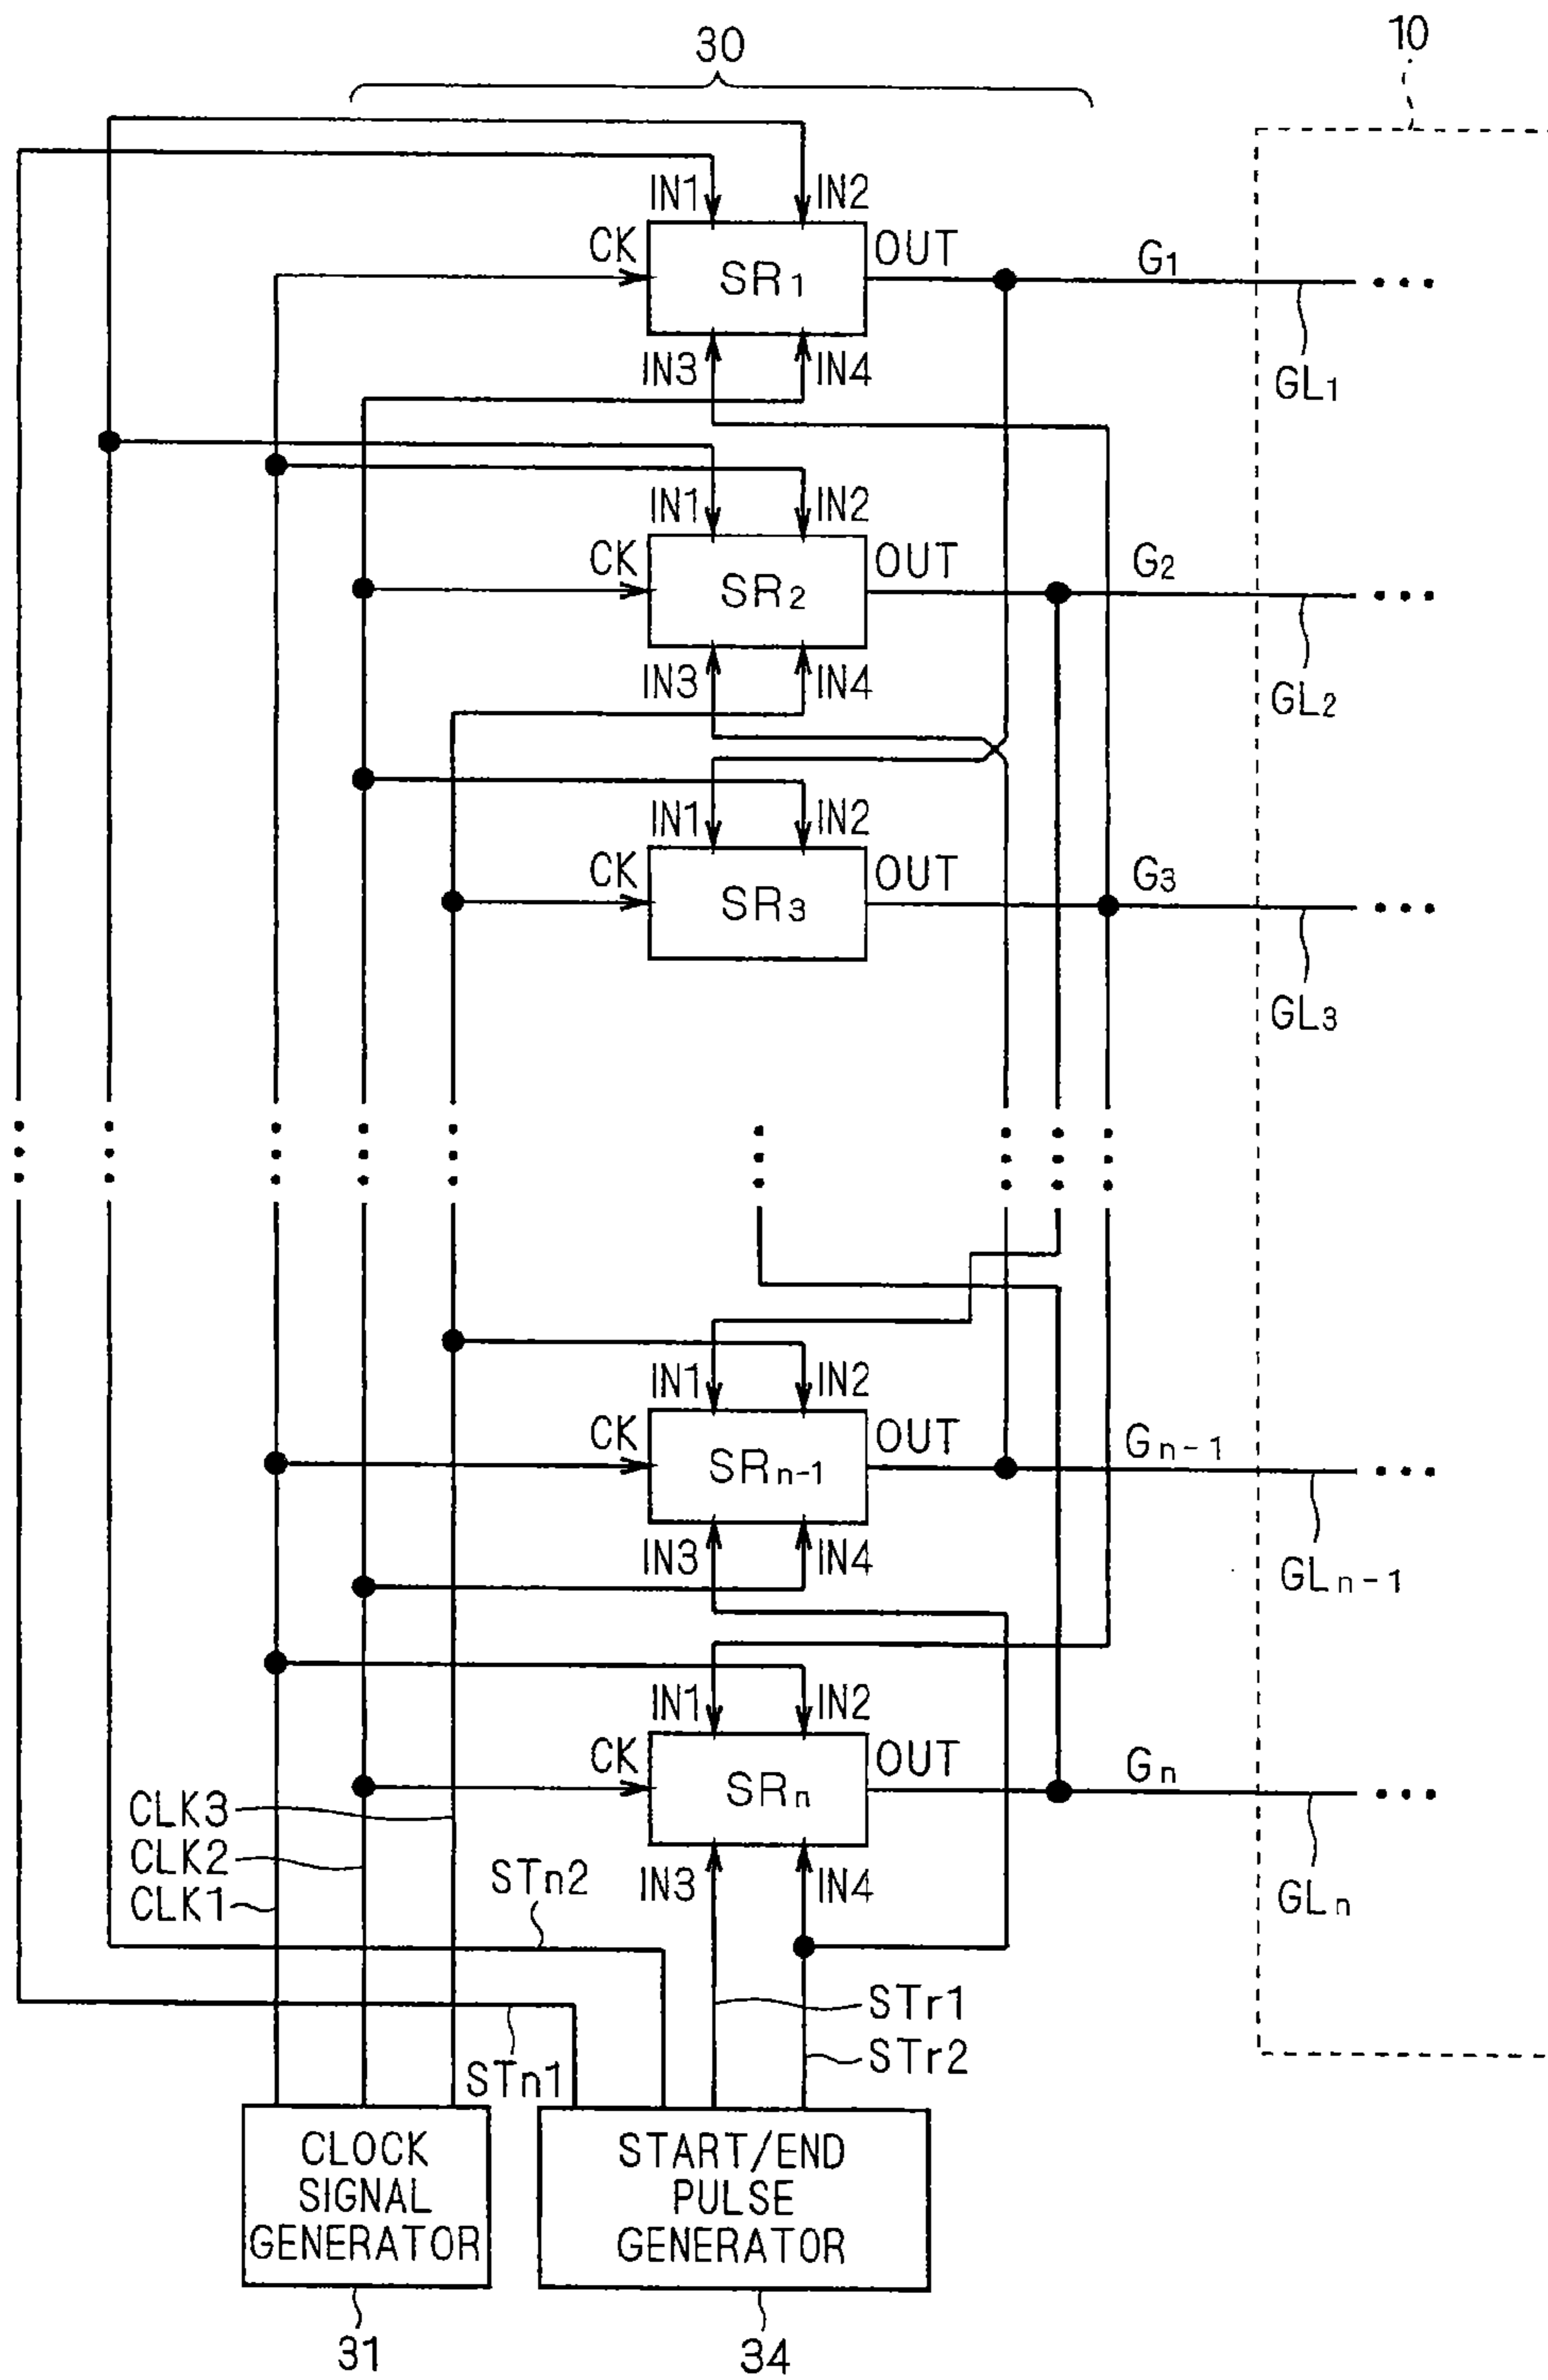 30
10
IN1 IN2
CK SR1 OUT G1
IN3 IN4
GL1
IN1 IN2
CK SR2 OUT G2
IN3 IN4
GL2
IN1 IN2
CK SR3 OUT G3
GL3
IN1 IN2
CK SRn-1 OUT Gn-1
IN3 IN4
GLn-1
IN1 IN2
CK SRn OUT Gn
CLK3
CLK2
CLK1
STn2
IN3 IN4
GLn
STr1
STr2
STn1
CLOCK
SIGNAL
GENERATOR
START/END
PULSE
GENERATOR
31
34